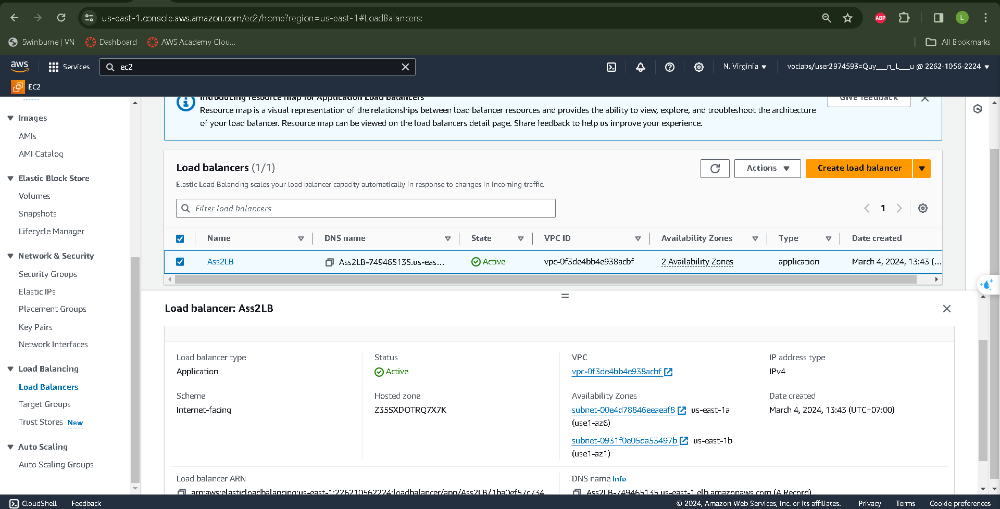 us-east-1.console.aws.amazon.com/ec2/home?region=us-east-1#LoadBalancers:
ABP
L
Swinburne | VN
Dashboard
AWS Academy Clou...
All Bookmarks
aws
Services
ec2
N. Virginia
voclabs/user2974593=Quy___n_L___u @ 2262-1056-2224
EC2
Images
AMIs
AMI Catalog
Elastic Block Store
Volumes
Snapshots
Lifecycle Manager
Network & Security
Security Groups
Elastic IPs
Placement Groups
Key Pairs
Network Interfaces
Load Balancing
Load Balancers
Target Groups
Trust Stores New
Auto Scaling
Auto Scaling Groups
Introducing resource map for Application Load Balancers
Resource map is a visual representation of the relationships between load balancer resources and provides the ability to view, explore, and troubleshoot the architecture
of your load balancer. Resource map can be viewed on the load balancers detail page. Share feedback to help us improve your experience.
Give feedback
Load balancers (1/1)
Elastic Load Balancing scales your load balancer capacity automatically in response to changes in incoming traffic.
Actions
Create load balancer
Filter load balancers
1
Name
DNS name
State
VPC ID
Availability Zones
Type
Date created
Ass2LB
Ass2LB-749465135.us-eas...
Active
vpc-0f3de4bb4e938acbf
2 Availability Zones
application
March 4, 2024, 13:43 (...
Load balancer: Ass2LB
Load balancer type
Application
Status
Active
VPC
vpc-0f3de4bb4e938acbf
IP address type
IPv4
Scheme
Internet-facing
Hosted zone
Z35SXDOTRQ7X7K
Availability Zones
subnet-00e4d78846eeaeaf8 us-east-1a
(use1-az6)
subnet-0931f0e05da53497b us-east-1b
(use1-az1)
Date created
March 4, 2024, 13:43 (UTC+07:00)
Load balancer ARN
arn:aws:elasticloadbalancing:us-east-1:226210562224:loadbalancer/app/Ass2LB/1ba0ef57c734
DNS name Info
Ass2LB-749465135.us-east-1.elb.amazonaws.com (A Record)
CloudShell
Feedback
© 2024, Amazon Web Services, Inc. or its affiliates.
Privacy
Terms
Cookie preferences